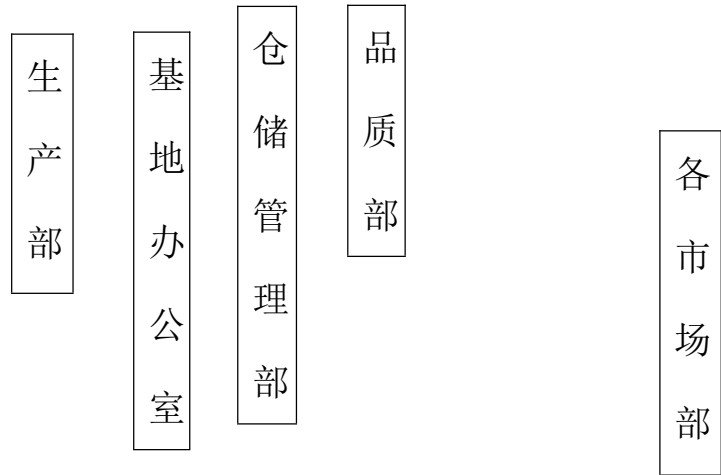 生产部
基地办公室
仓储管理部
品质部
各市场部